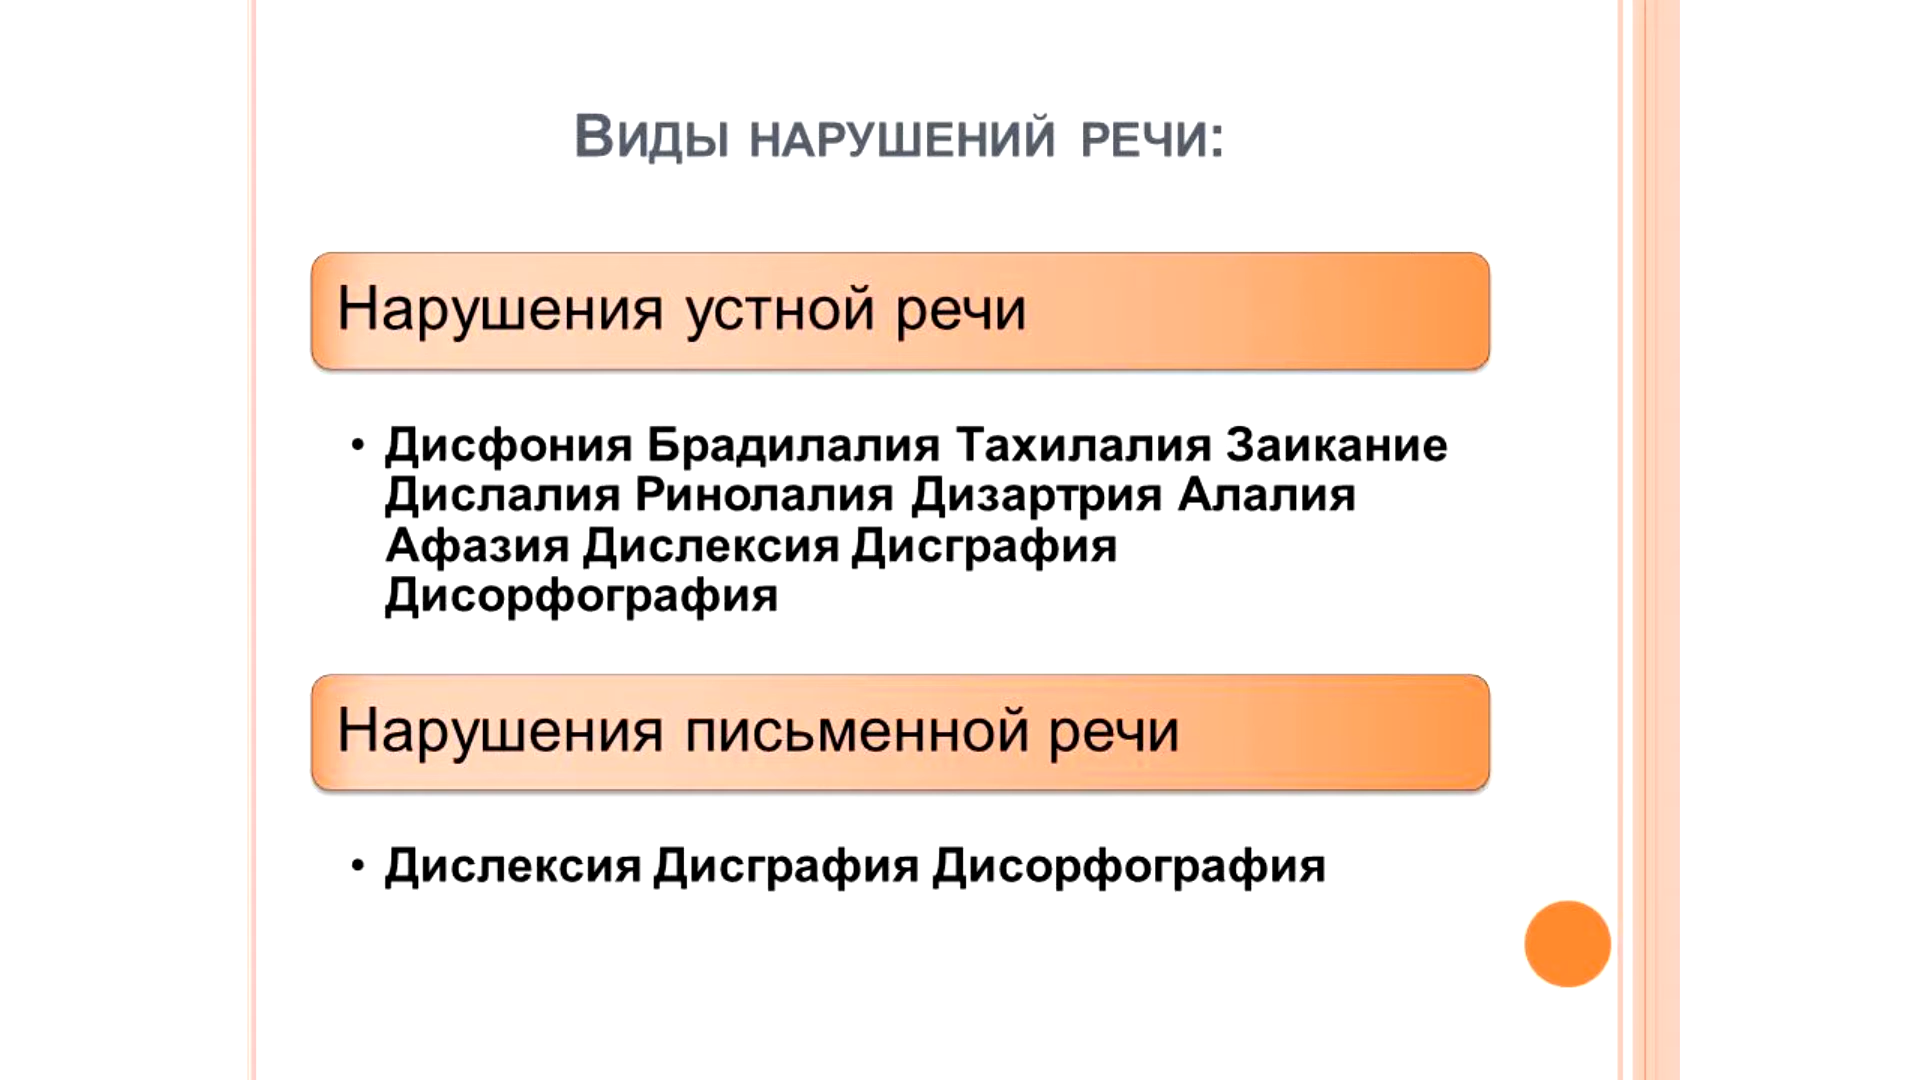 Виды нарушений речи:
Нарушения устной речи
• Дисфония Брадилалия Тахилалия Заикание
Дислалия Ринолалия Дизартрия Алалия
Афазия Дислексия Дисграфия
Дисорфография
Нарушения письменной речи
• Дислексия Дисграфия Дисорфография